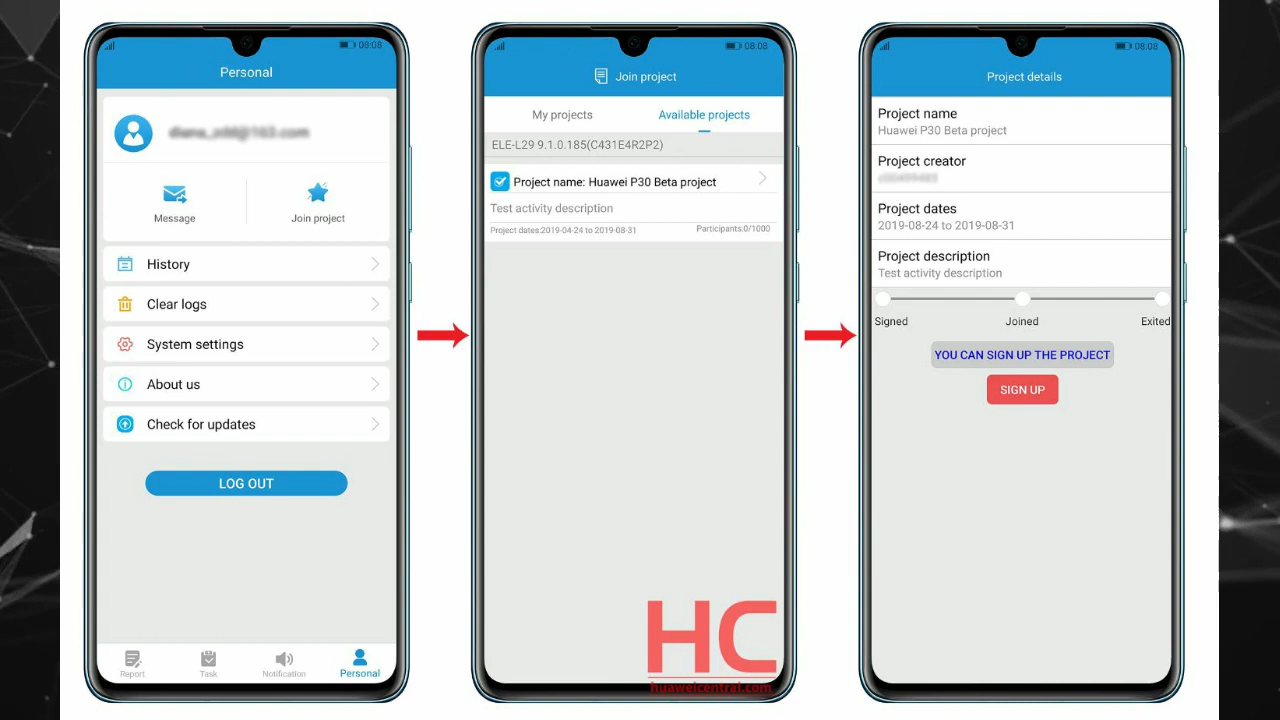 08:08
Personal
Message
Join project
History
Clear logs
System settings
About us
Check for updates
LOG OUT
Report
Task
Notification
Personal
08:08
Join project
My projects
Available projects
ELE-L29 9.1.0.185(C431E4R2P2)
Project name: Huawei P30 Beta project
Test activity description
Project dates:2019-04-24 to 2019-08-31
Participants:0/1000
HC
huaweicentral.com
08:08
Project details
Project name
Huawei P30 Beta project
Project creator
Project dates
2019-08-24 to 2019-08-31
Project description
Test activity description
Signed
Joined
Exited
YOU CAN SIGN UP THE PROJECT
SIGN UP